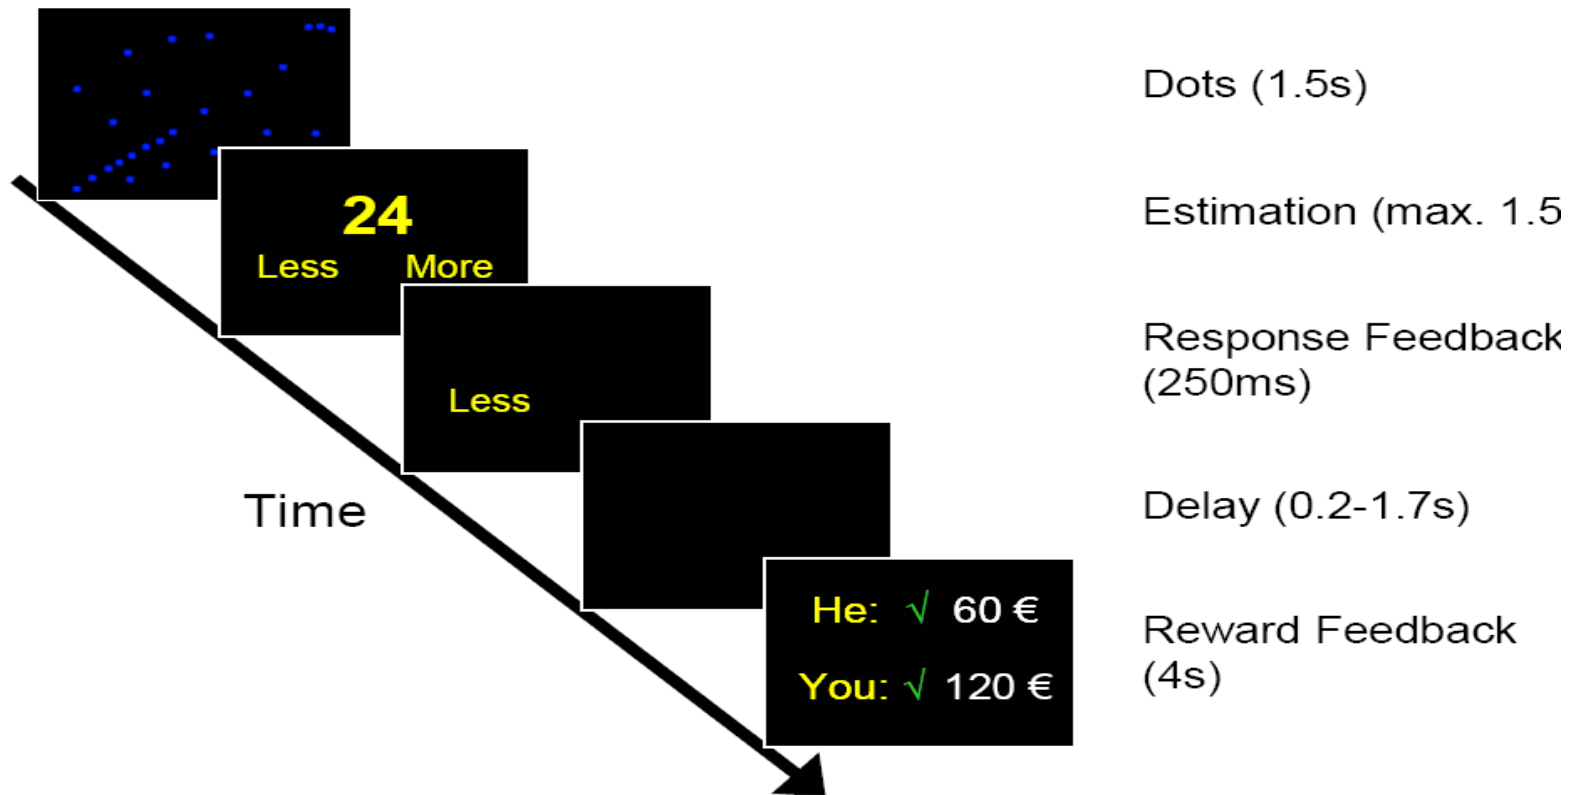 Dots (1.5s)
24
Less More
Estimation (max. 1.5
Less
Response Feedback
(250ms)
Time
Delay (0.2-1.7s)
He: √ 60 €
You: √ 120 €
Reward Feedback
(4s)